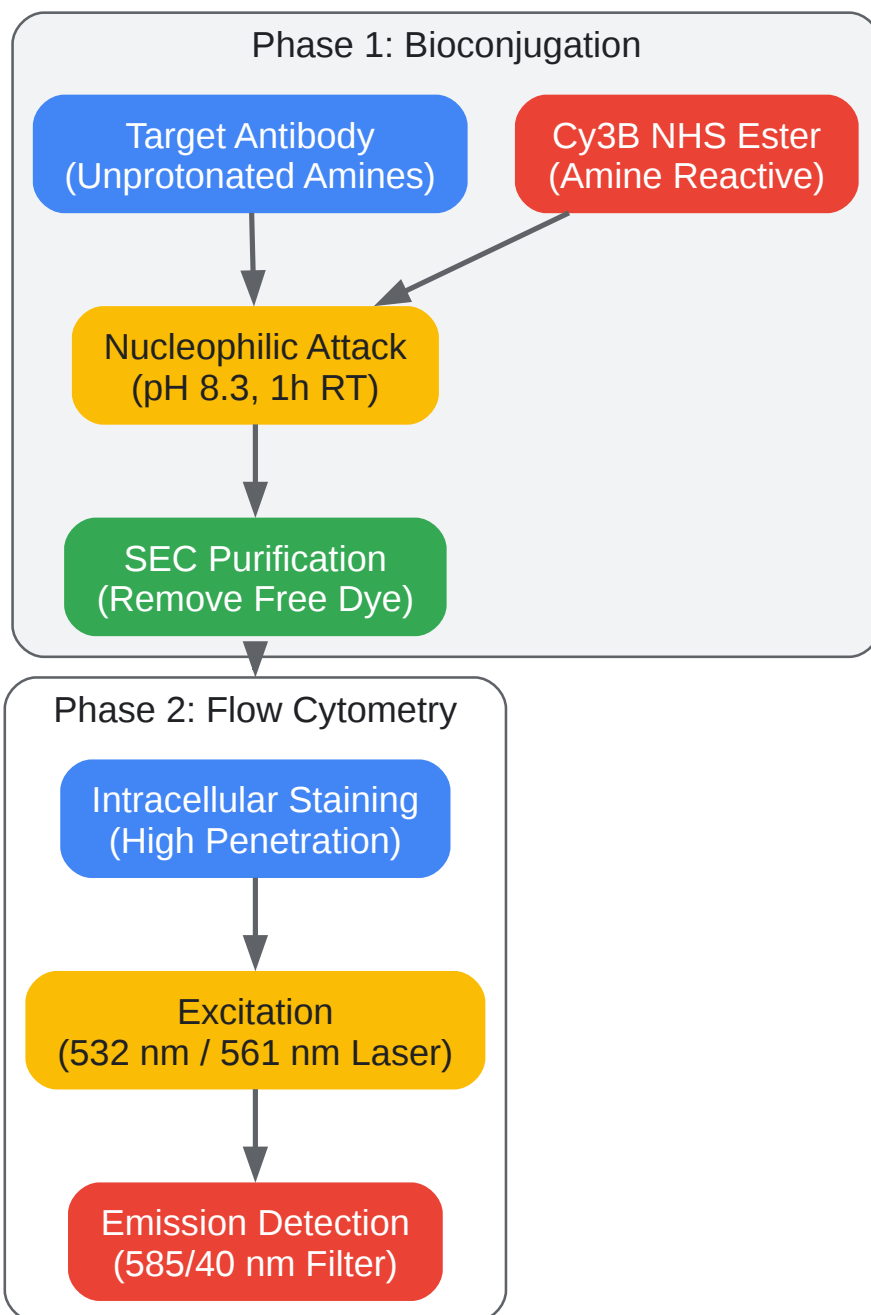 Phase 1: Bioconjugation
Target Antibody
(Unprotonated Amines)
Cy3B NHS Ester
(Amine Reactive)
Nucleophilic Attack
(pH 8.3, 1h RT)
SEC Purification
(Remove Free Dye)
Phase 2: Flow Cytometry
Intracellular Staining
(High Penetration)
Excitation
(532 nm / 561 nm Laser)
Emission Detection
(585/40 nm Filter)